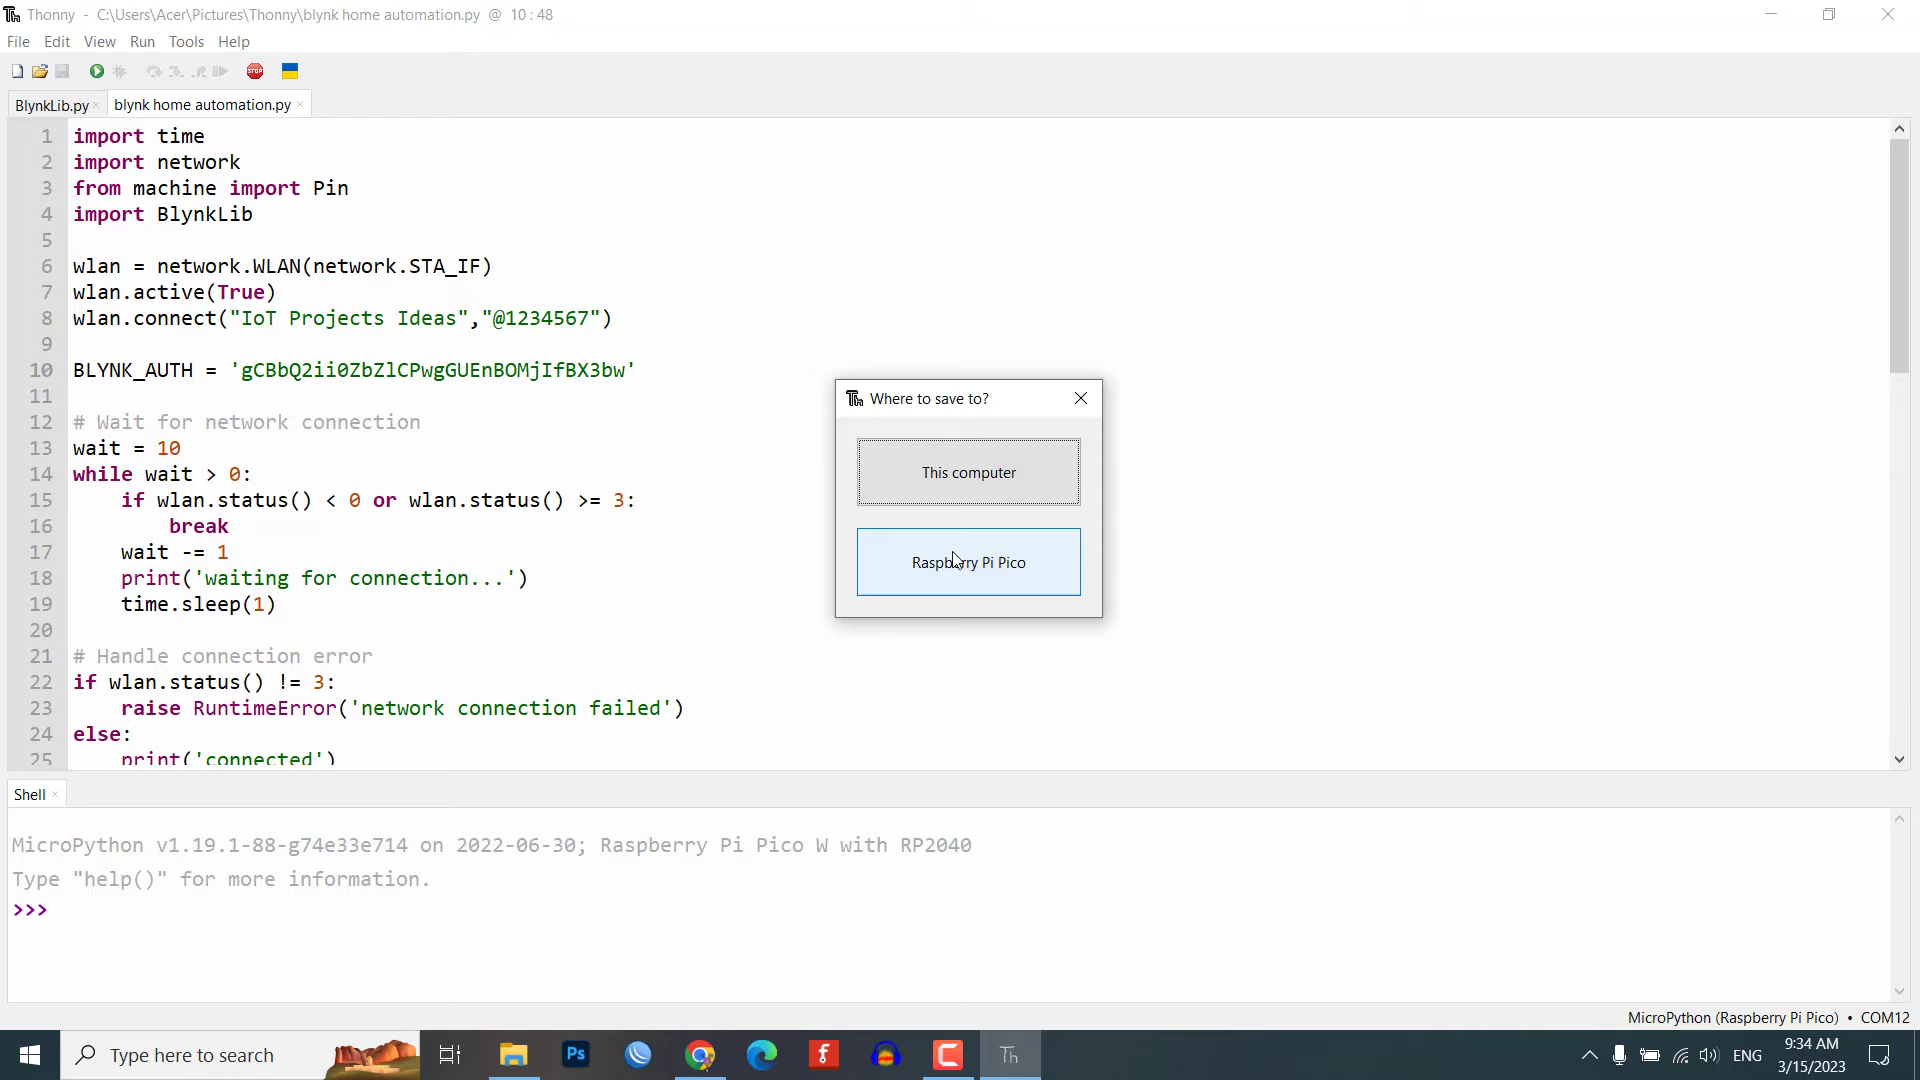 Thonny - C:\Users\Acer\Pictures\Thonny\blynk home automation.py @ 10 : 48
File Edit View Run Tools Help
STOP
BlynkLib.py × blynk home automation.py ×
1 import time
2 import network
3 from machine import Pin
4 import BlynkLib
5
6 wlan = network.WLAN(network.STA_IF)
7 wlan.active(True)
8 wlan.connect("IoT Projects Ideas","@1234567")
9
10 BLYNK_AUTH = 'gCBbQ2ii0ZbZlCPwgGUEnBOMjIfBX3bw'
11
12 # Wait for network connection
13 wait = 10
14 while wait > 0:
15 if wlan.status() < 0 or wlan.status() >= 3:
16 break
17 wait -= 1
18 print('waiting for connection...')
19 time.sleep(1)
20
21 # Handle connection error
22 if wlan.status() != 3:
23 raise RuntimeError('network connection failed')
24 else:
25 print('connected')
Th Where to save to?
This computer
Raspberry Pi Pico
Shell ×
MicroPython v1.19.1-88-g74e33e714 on 2022-06-30; Raspberry Pi Pico W with RP2040
Type "help()" for more information.
>>>
MicroPython (Raspberry Pi Pico) • COM12
Type here to search
Ps
Th
ENG
9:34 AM
3/15/2023